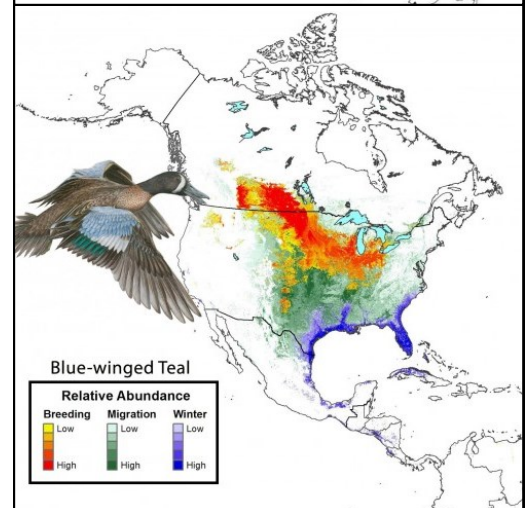 Blue-winged Teal
Relative Abundance
Breeding Migration Winter
Low Low Low
High High High